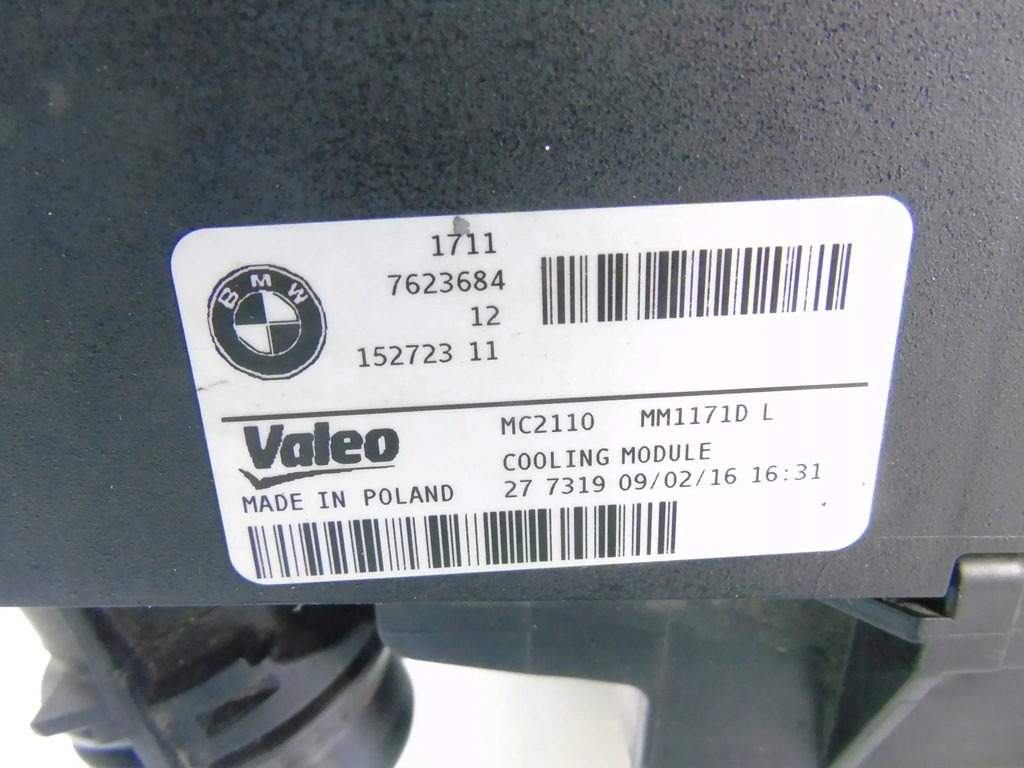 1711
BMW
7623684
12
152723 11
Valeo
MC2110 MM1171D L
COOLING MODULE
MADE IN POLAND
27 7319 09/02/16 16:31